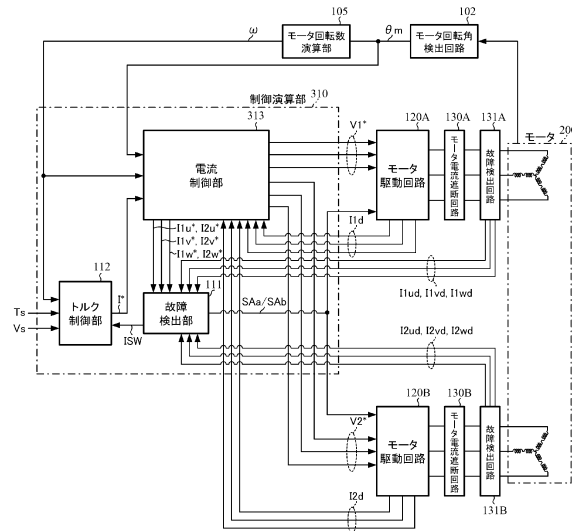 105
102
ω
モータ回転数
演算部
θm
モータ回転角
検出回路
制御演算部
310
313
電流
制御部
V1*
120A
モータ
駆動回路
130A
モータ電流遮断回路
131A
故障検出回路
モータ
200
I1d
I1u*, I2u*
I1v*, I2v*
I1w*, I2w*
112
トルク
制御部
Ts
Vs
I*
111
故障
検出部
ISW
SAa/SAb
I1ud, I1vd, I1wd
I2ud, I2vd, I2wd
120B
モータ
駆動回路
130B
モータ電流遮断回路
故障検出回路
131B
V2*
I2d